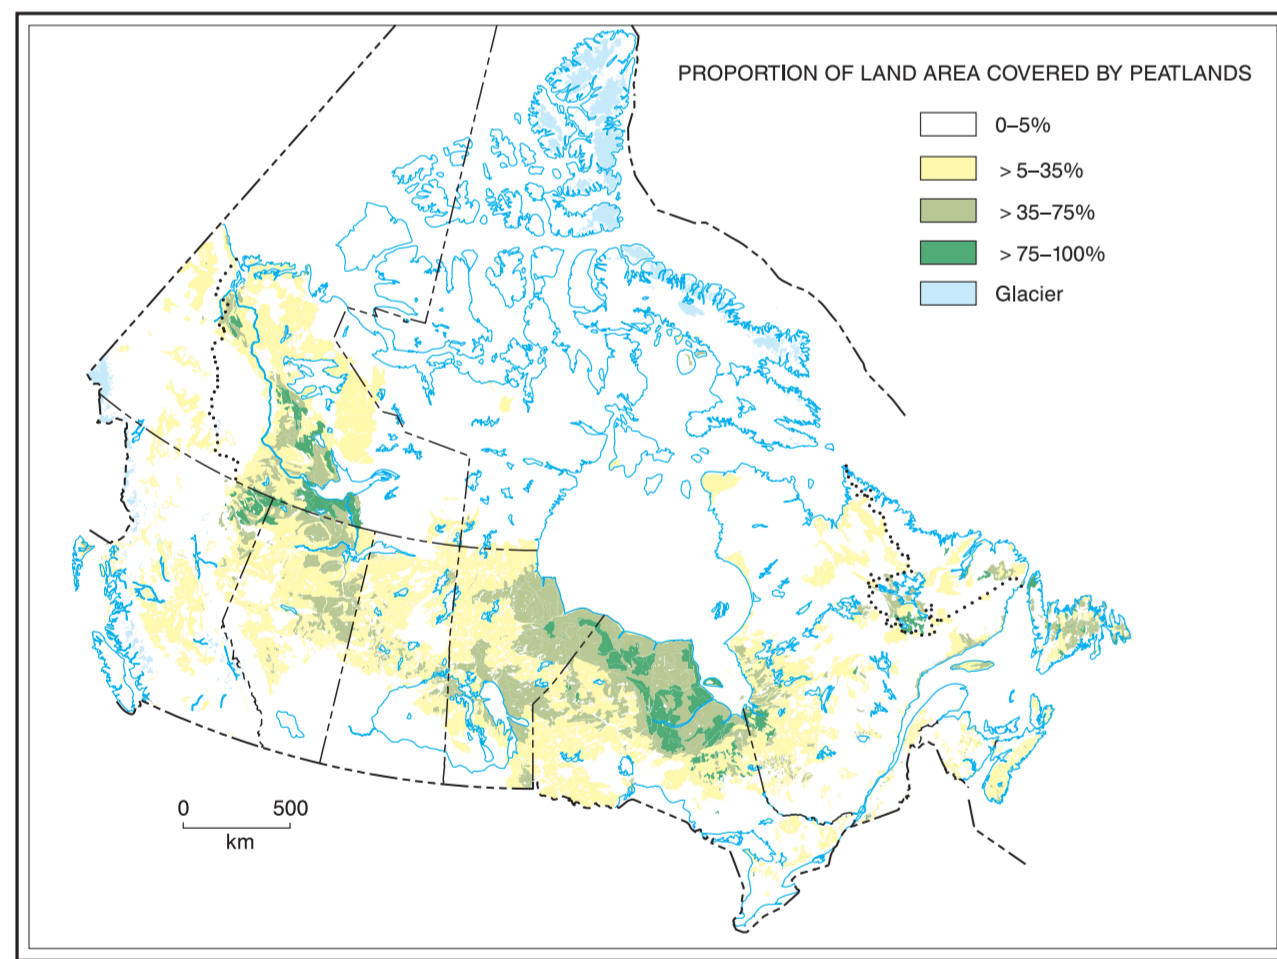 PROPORTION OF LAND AREA COVERED BY PEATLANDS
0–5%
> 5–35%
> 35–75%
> 75–100%
Glacier
0 500
km